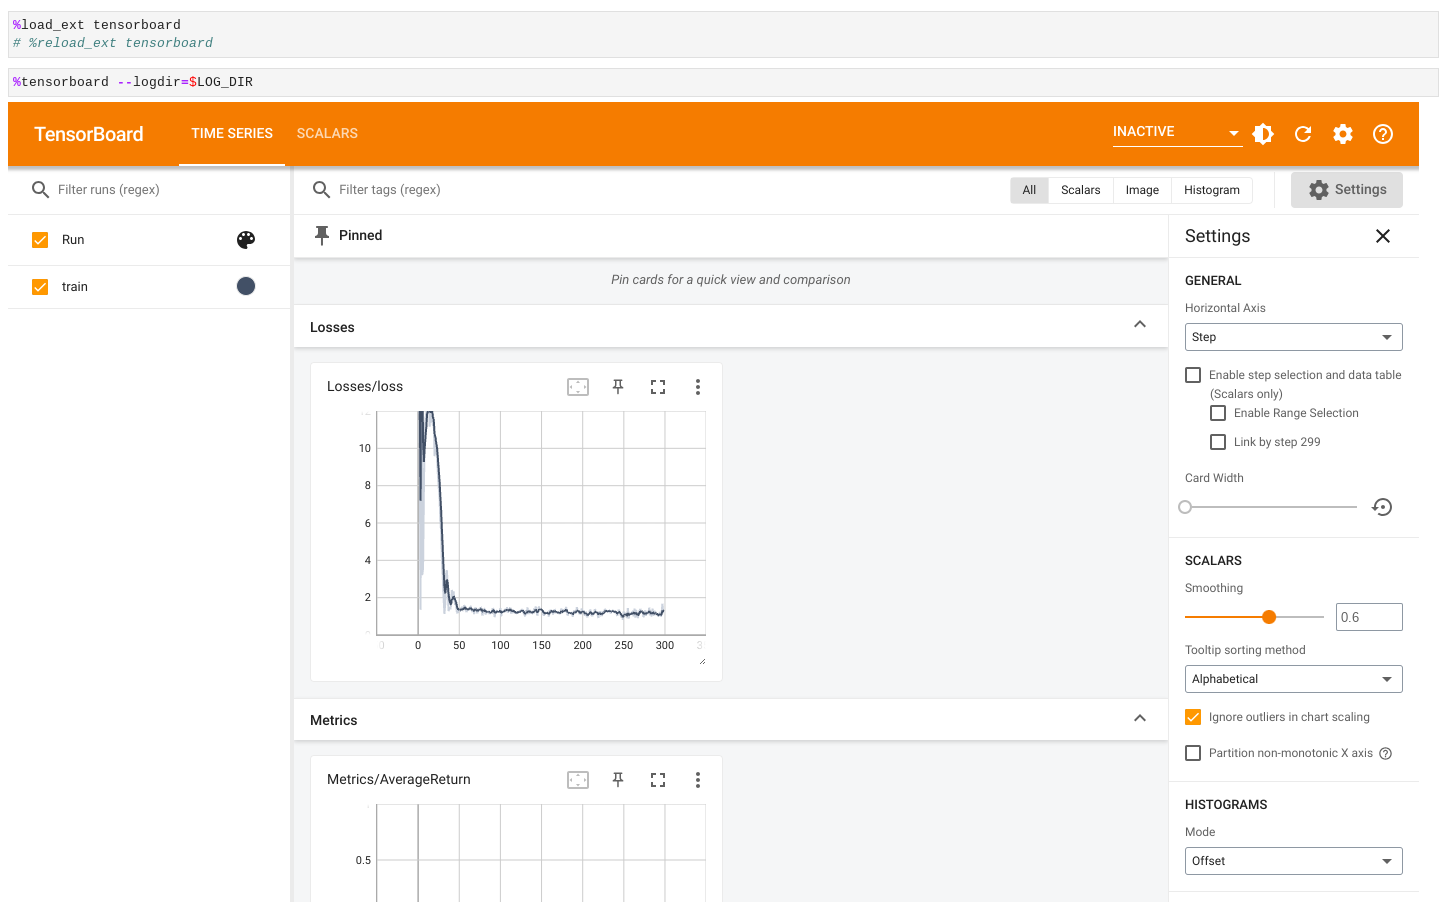 %load_ext tensorboard
# %reload_ext tensorboard
%tensorboard --logdir=$LOG_DIR
TensorBoard
TIME SERIES
SCALARS
INACTIVE
Filter runs (regex)
Filter tags (regex)
All
Scalars
Image
Histogram
Settings
Run
train
Pinned
Pin cards for a quick view and comparison
Losses
Losses/loss
10
8
6
4
2
0
50
100
150
200
250
300
Metrics
Metrics/AverageReturn
0.5
Settings
GENERAL
Horizontal Axis
Step
Enable step selection and data table
(Scalars only)
Enable Range Selection
Link by step 299
Card Width
SCALARS
Smoothing
0.6
Tooltip sorting method
Alphabetical
Ignore outliers in chart scaling
Partition non-monotonic X axis
HISTOGRAMS
Mode
Offset